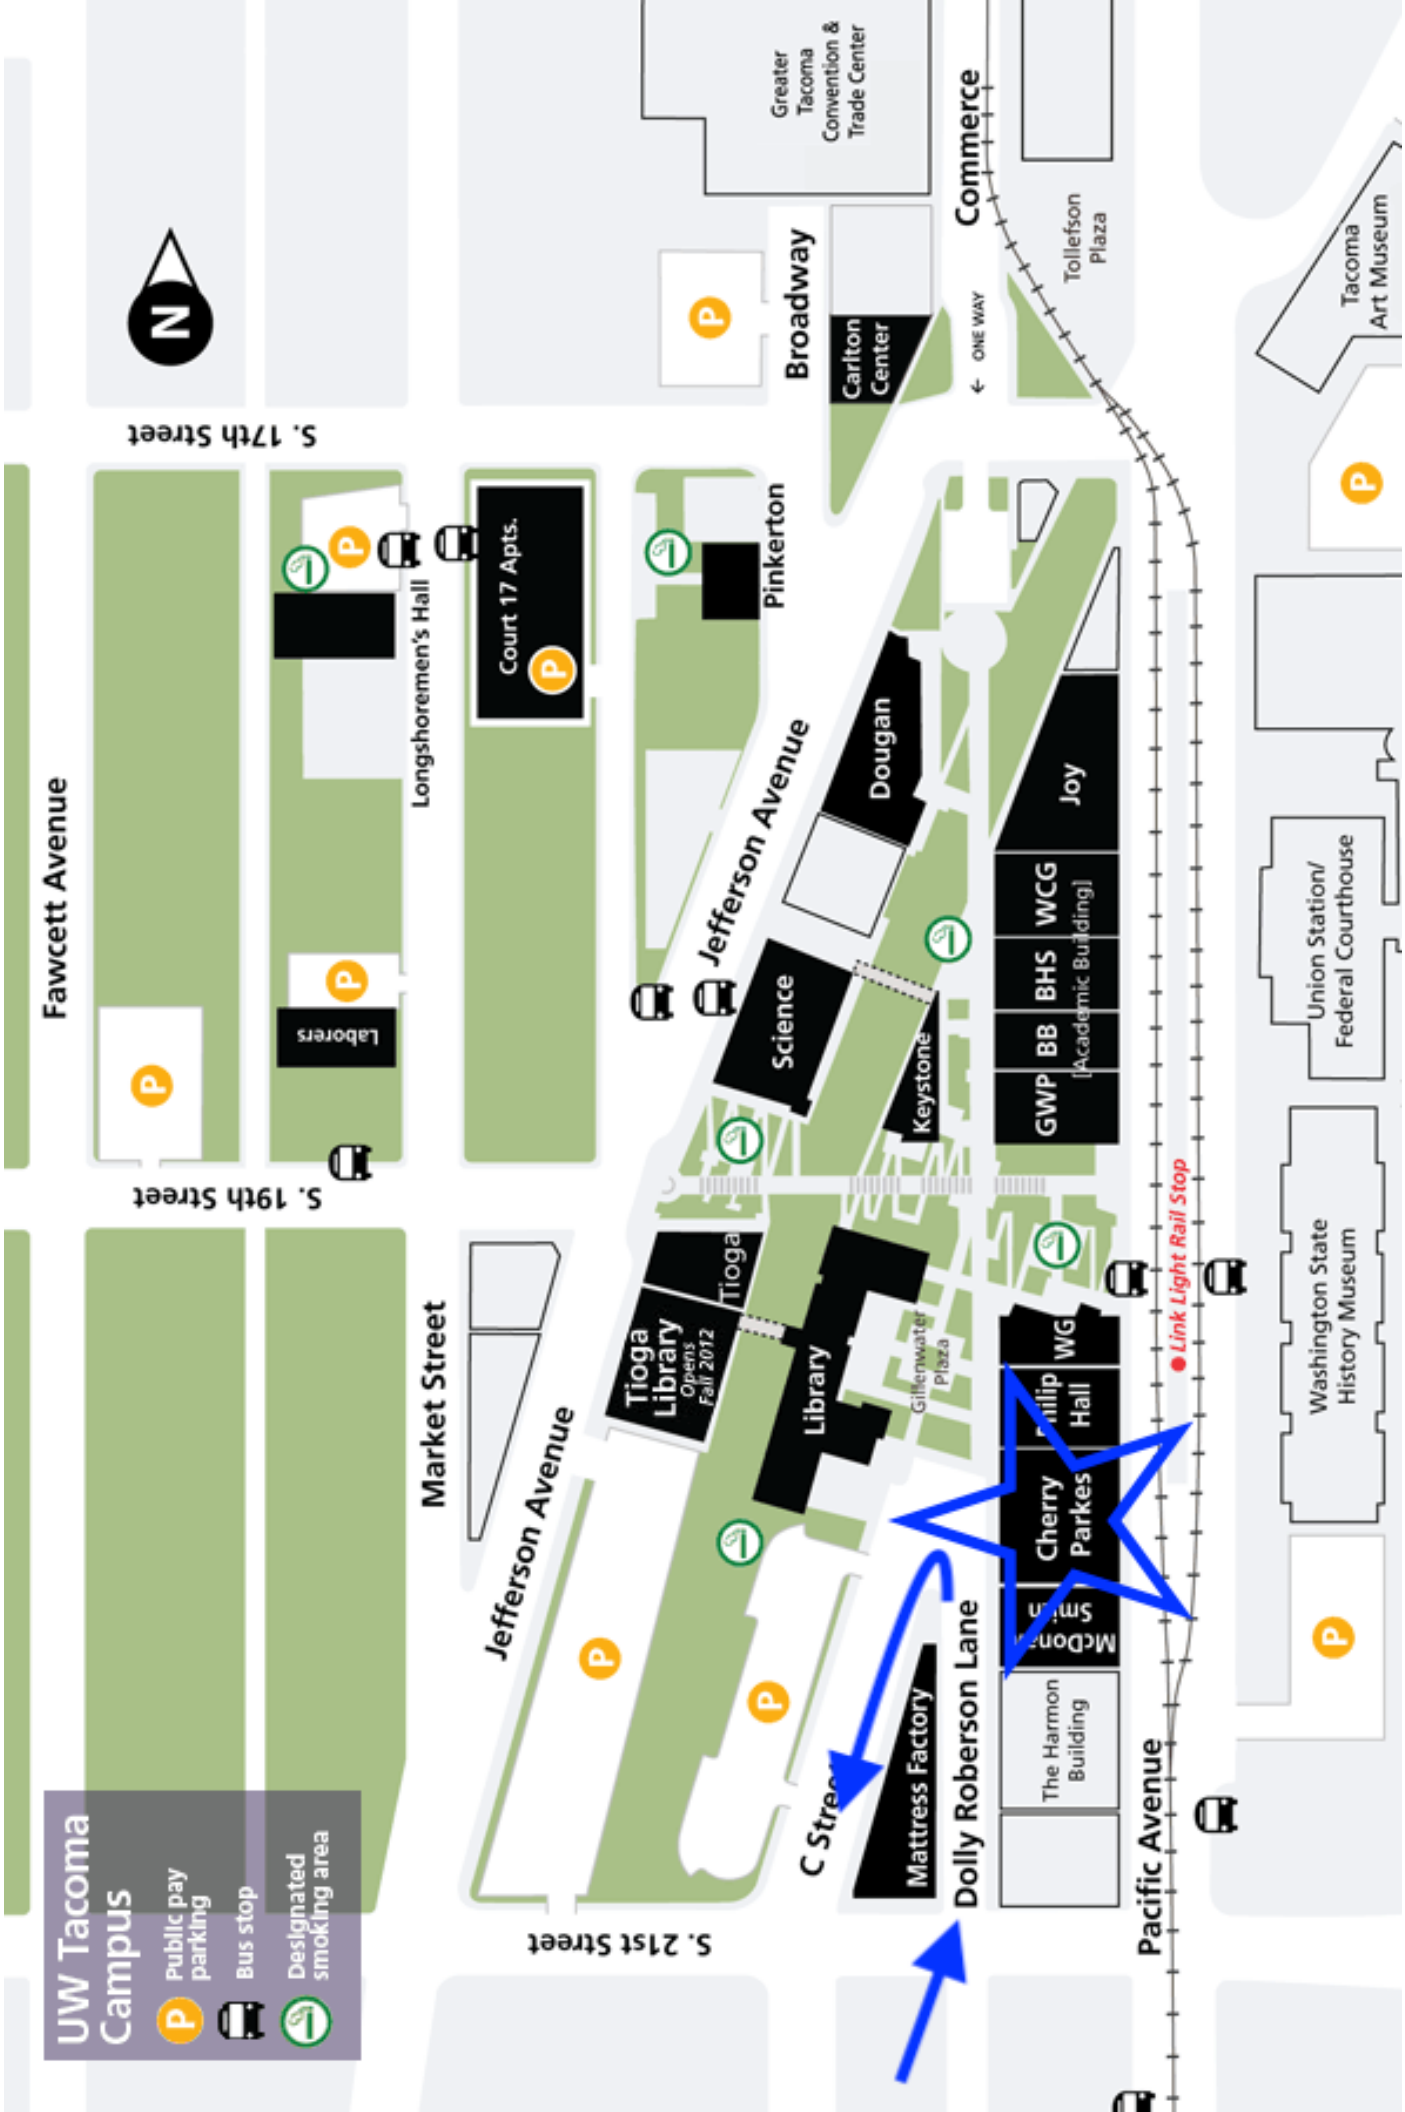 UW Tacoma
Campus
Public pay
parking
Bus stop
Designated
smoking area
P
P
P
P
P
P
P
P
P
P
N
Fawcett Avenue
S. 17th Street
S. 19th Street
S. 21st Street
Market Street
Jefferson Avenue
Jefferson Avenue
Broadway
Commerce
← ONE WAY
C Stree
Dolly Roberson Lane
Pacific Avenue
Greater
Tacoma
Convention &
Trade Center
Tollefson
Plaza
Tacoma
Art Museum
Carlton
Center
Longshoremen's Hall
Court 17 Apts.
Pinkerton
Laborers
Dougan
Joy
Science
Keystone
WCG
BHS
BB
GWP
[Academic Building]
Union Station/
Federal Courthouse
Tioga
Tioga
Library
Opens
Fall 2012
Library
Gillenwater
Plaza
WG
Philip
Hall
Cherry
Parkes
McDonald
Smith
The Harmon
Building
Mattress Factory
Link Light Rail Stop
Washington State
History Museum